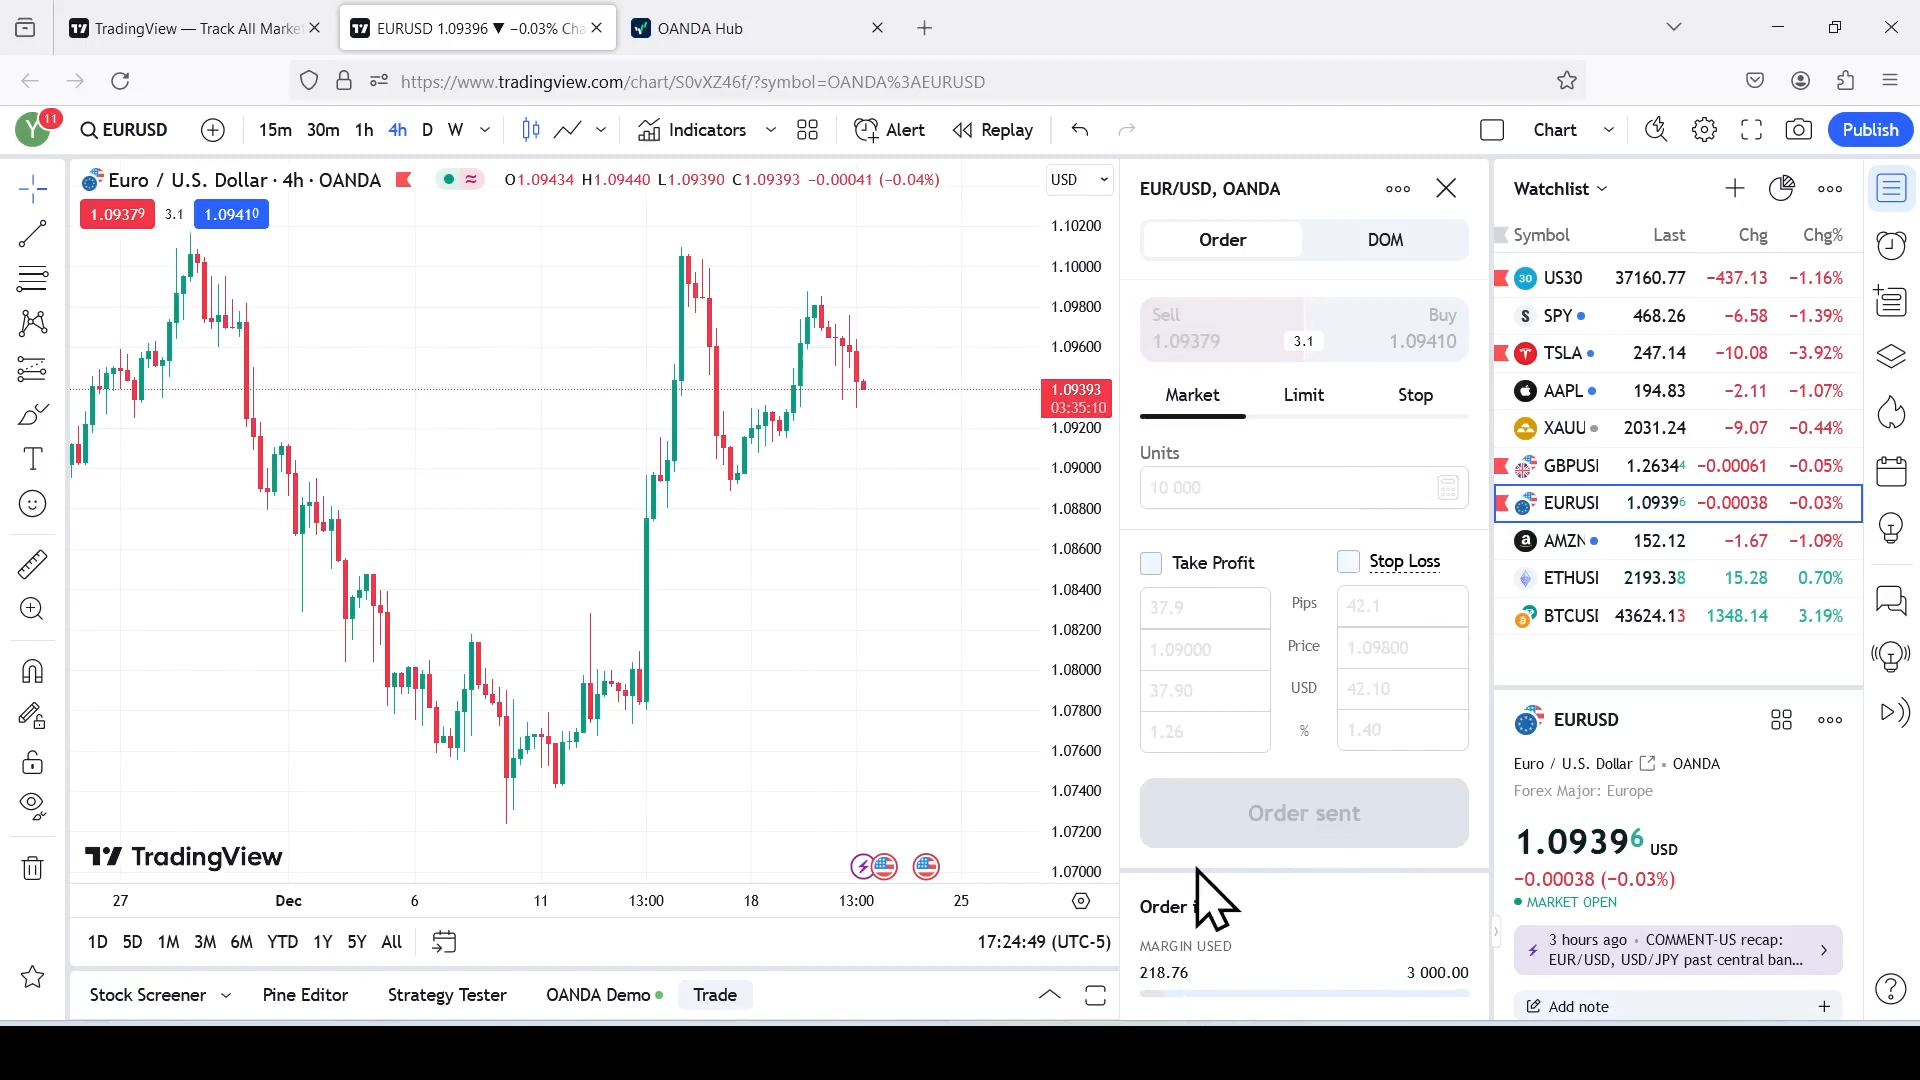 TradingView — Track All Marke
EURUSD 1.09396 ▼ −0.03% Cha
OANDA Hub
https://www.tradingview.com/chart/S0vXZ46f/?symbol=OANDA%3AEURUSD
Y 11 EURUSD 15m 30m 1h 4h D W Indicators Alert Replay Chart Publish
Euro / U.S. Dollar · 4h · OANDA O1.09434 H1.09440 L1.09390 C1.09393 −0.00041 (−0.04%) USD
1.09379 3.1 1.09410
1.10200
1.10000
1.09800
1.09600
1.09393
03:35:10
1.09200
1.09000
1.08800
1.08600
1.08400
1.08200
1.08000
1.07800
1.07600
1.07400
1.07200
1.07000
TradingView
27 Dec 6 11 13:00 18 13:00 25
1D 5D 1M 3M 6M YTD 1Y 5Y All 17:24:49 (UTC-5)
Stock Screener Pine Editor Strategy Tester OANDA Demo Trade
EUR/USD, OANDA
Order DOM
Sell Buy
1.09379 3.1 1.09410
Market Limit Stop
Units
10 000
Take Profit Stop Loss
37.9 Pips 42.1
1.09000 Price 1.09800
37.90 USD 42.10
1.26 % 1.40
Order sent
Order
MARGIN USED
218.76 3 000.00
Watchlist
Symbol Last Chg Chg%
30 US30 37160.77 −437.13 −1.16%
S SPY 468.26 −6.58 −1.39%
TSLA 247.14 −10.08 −3.92%
AAPL 194.83 −2.11 −1.07%
XAUU 2031.24 −9.07 −0.44%
GBPUSI 1.26344 −0.00061 −0.05%
EURUSI 1.09396 −0.00038 −0.03%
a AMZN 152.12 −1.67 −1.09%
ETHUSI 2193.38 15.28 0.70%
BTCUSI 43624.13 1348.14 3.19%
EURUSD
Euro / U.S. Dollar • OANDA
Forex Major: Europe
1.09396 USD
−0.00038 (−0.03%)
MARKET OPEN
3 hours ago • COMMENT-US recap:
EUR/USD, USD/JPY past central ban...
Add note